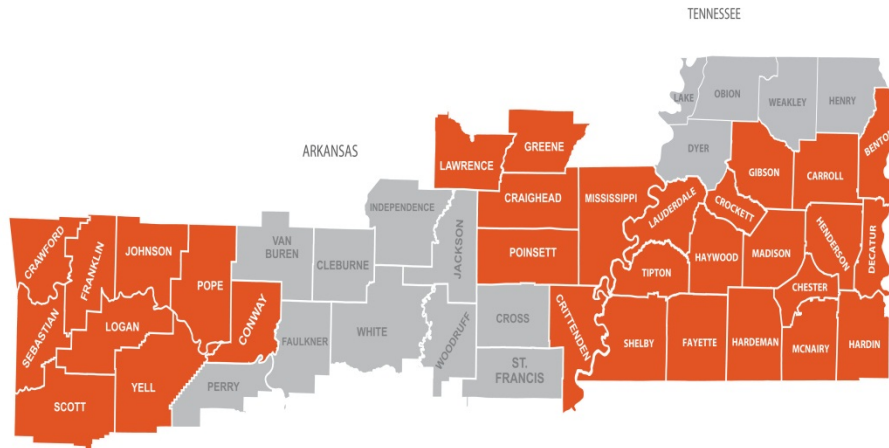 TENNESSEE
ARKANSAS
LAKE
OBION
WEAKLEY
HENRY
DYER
BENTON
GIBSON
CARROLL
LAWRENCE
GREENE
CRAIGHEAD
MISSISSIPPI
LAUDERDALE
CROCKETT
INDEPENDENCE
JACKSON
POINSETT
TIPTON
HAYWOOD
MADISON
HENDERSON
DECATUR
CHESTER
CRAWFORD
FRANKLIN
JOHNSON
POPE
VAN
BUREN
CLEBURNE
SEBASTIAN
LOGAN
CONWAY
FAULKNER
WHITE
WOODRUFF
CROSS
CRITTENDEN
SHELBY
FAYETTE
HARDEMAN
MCNAIRY
HARDIN
SCOTT
YELL
PERRY
ST.
FRANCIS